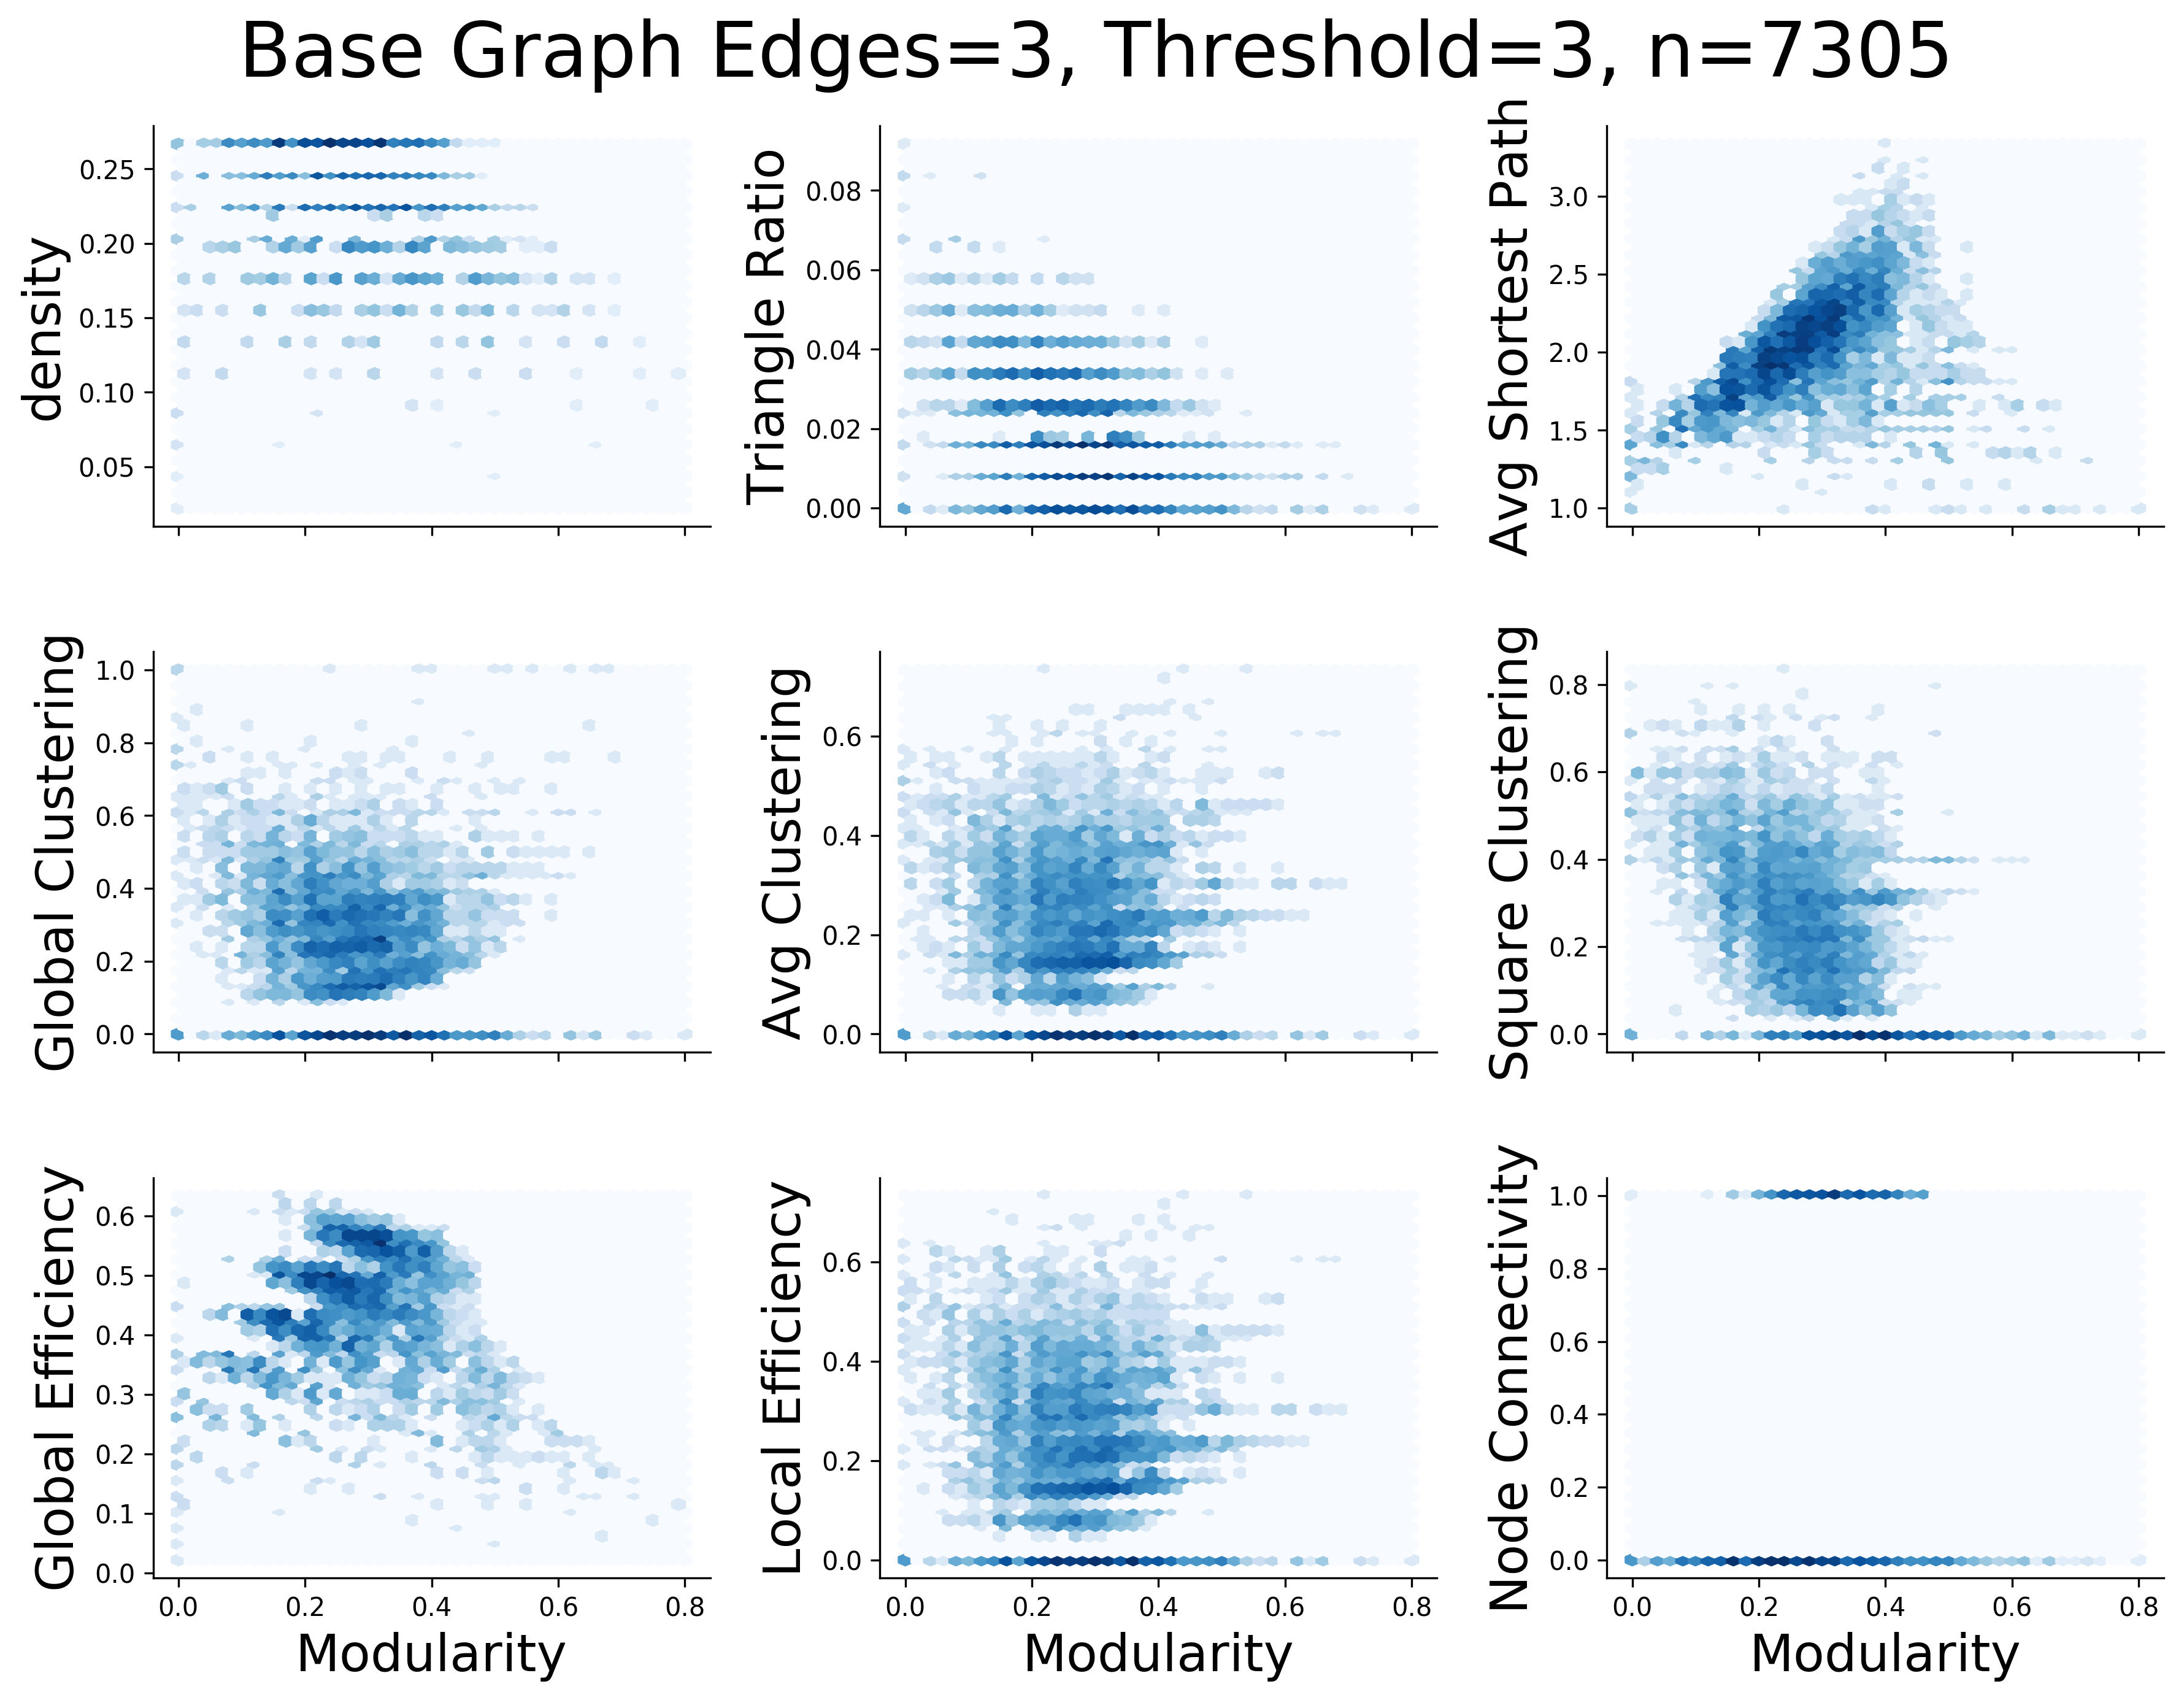 Base Graph Edges=3, Threshold=3, n=7305
density
0.25
0.20
0.15
0.10
0.05
Triangle Ratio
0.08
0.06
0.04
0.02
0.00
Avg Shortest Path
3.0
2.5
2.0
1.5
1.0
Global Clustering
1.0
0.8
0.6
0.4
0.2
0.0
Avg Clustering
0.6
0.4
0.2
0.0
Square Clustering
0.8
0.6
0.4
0.2
0.0
Global Efficiency
0.6
0.5
0.4
0.3
0.2
0.1
0.0
0.0 0.2 0.4 0.6 0.8
Modularity
Local Efficiency
0.6
0.4
0.2
0.0
0.0 0.2 0.4 0.6 0.8
Modularity
Node Connectivity
1.0
0.8
0.6
0.4
0.2
0.0
0.0 0.2 0.4 0.6 0.8
Modularity